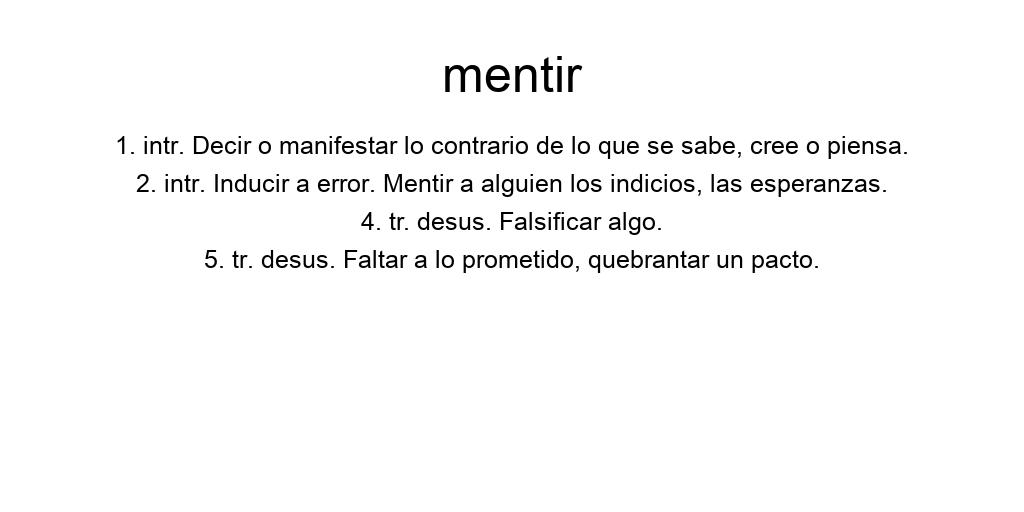 mentir
1. intr. Decir o manifestar lo contrario de lo que se sabe, cree o piensa.
2. intr. Inducir a error. Mentir a alguien los indicios, las esperanzas.
4. tr. desus. Falsificar algo.
5. tr. desus. Faltar a lo prometido, quebrantar un pacto.